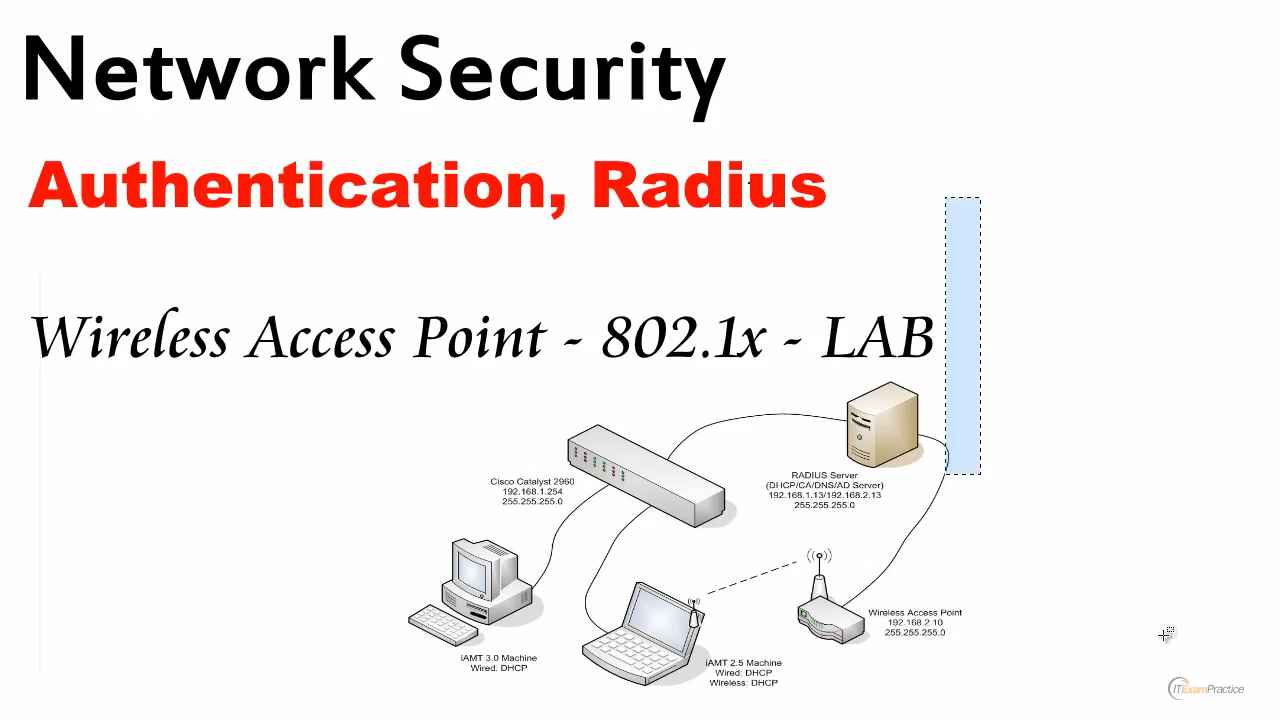 Network Security
Authentication, Radius
Wireless Access Point - 802.1x - LAB
Cisco Catalyst 2960
192.168.1.254
255.255.255.0
RADIUS Server
(DHCP/CA/DNS/AD Server)
192.168.1.13/192.168.2.13
255.255.255.0
Wireless Access Point
192.168.2.10
255.255.255.0
iAMT 3.0 Machine
Wired: DHCP
iAMT 2.5 Machine
Wired: DHCP
Wireless: DHCP
ITExamPractice